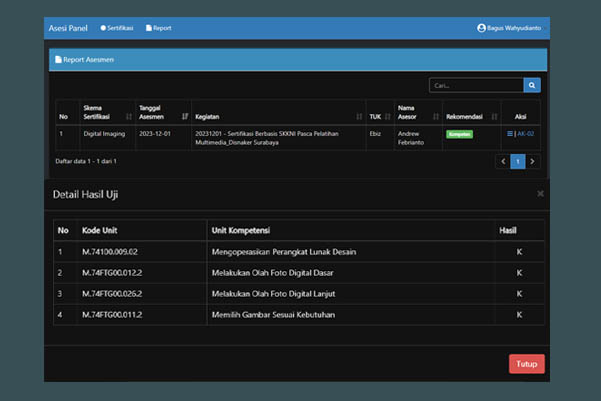 Asesi Panel Sertifikasi Report Bagus Wahyudianto
Report Asesmen
Cari...
No Skema Sertifikasi Tanggal Asesmen Kegiatan TUK Nama Asesor Rekomendasi Aksi
1 Digital Imaging 2023-12-01 20231201 - Sertifikasi Berbasis SKKNI Pasca Pelatihan Multimedia_Disnaker Surabaya Ebiz Andrew Febrianto Kompeten | AK-02
Daftar data 1 - 1 dari 1 < 1 >
Detail Hasil Uji ×
No Kode Unit Unit Kompetensi Hasil
1 M.74100.009.02 Mengoperasikan Perangkat Lunak Desain K
2 M.74FTG00.012.2 Melakukan Olah Foto Digital Dasar K
3 M.74FTG00.026.2 Melakukan Olah Foto Digital Lanjut K
4 M.74FTG00.011.2 Memilih Gambar Sesuai Kebutuhan K
Tutup